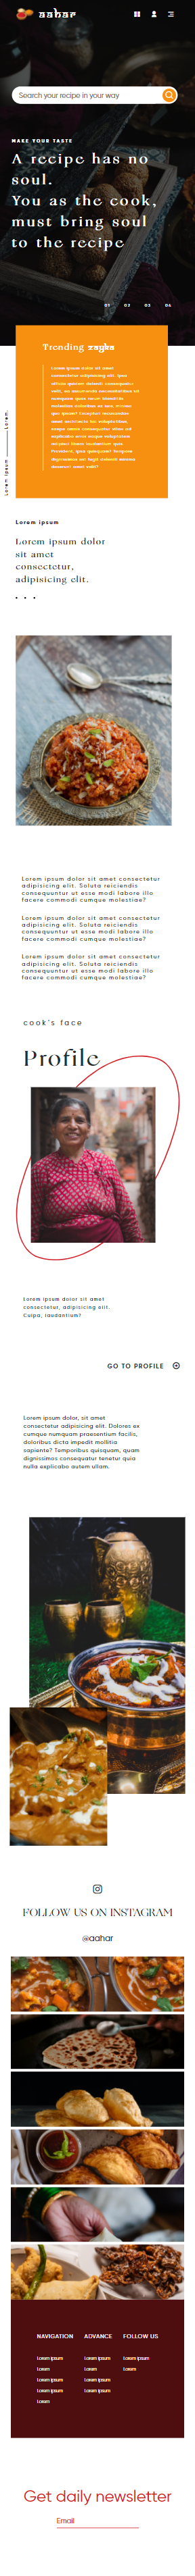 aahar
Search your recipe in your way
MAKE YOUR TASTE
A recipe has no
soul.
You as the cook,
must bring soul
to the recipe
01 02 03 04
Trending
Lorem ipsum dolor sit amet
consectetur adipisicing elit.
Lorem ipsum
Lorem.
Lorem ipsum
Lorem ipsum dolor
sit amet
consectetur,
adipisicing elit.
Lorem ipsum dolor sit amet consectetur
adipisicing elit. Soluta reiciendis
consequuntur ut esse modi labore illo
facere commodi cumque molestiae?
Lorem ipsum dolor sit amet consectetur
adipisicing elit. Soluta reiciendis
consequuntur ut esse modi labore illo
facere commodi cumque molestiae?
Lorem ipsum dolor sit amet consectetur
adipisicing elit. Soluta reiciendis
consequuntur ut esse modi labore illo
facere commodi cumque molestiae?
cook's face
Profile
Lorem ipsum dolor sit amet
consectetur, adipisicing elit.
Culpa, laudantium?
GO TO PROFILE
Lorem ipsum dolor, sit amet
consectetur adipisicing elit. Dolores ex
cumque numquam praesentium facilis,
doloribus dicta impedit mollitia
sapiente? Temporibus quisquam, quam
dignissimos consequatur tenetur quia
nulla explicabo autem ullam.
FOLLOW US ON INSTAGRAM
@aahar
NAVIGATION ADVANCE FOLLOW US
Lorem ipsum Lorem ipsum Lorem ipsum
Lorem Lorem Lorem
Lorem ipsum Lorem ipsum
Lorem ipsum Lorem ipsum
Lorem
Get daily newsletter
Email